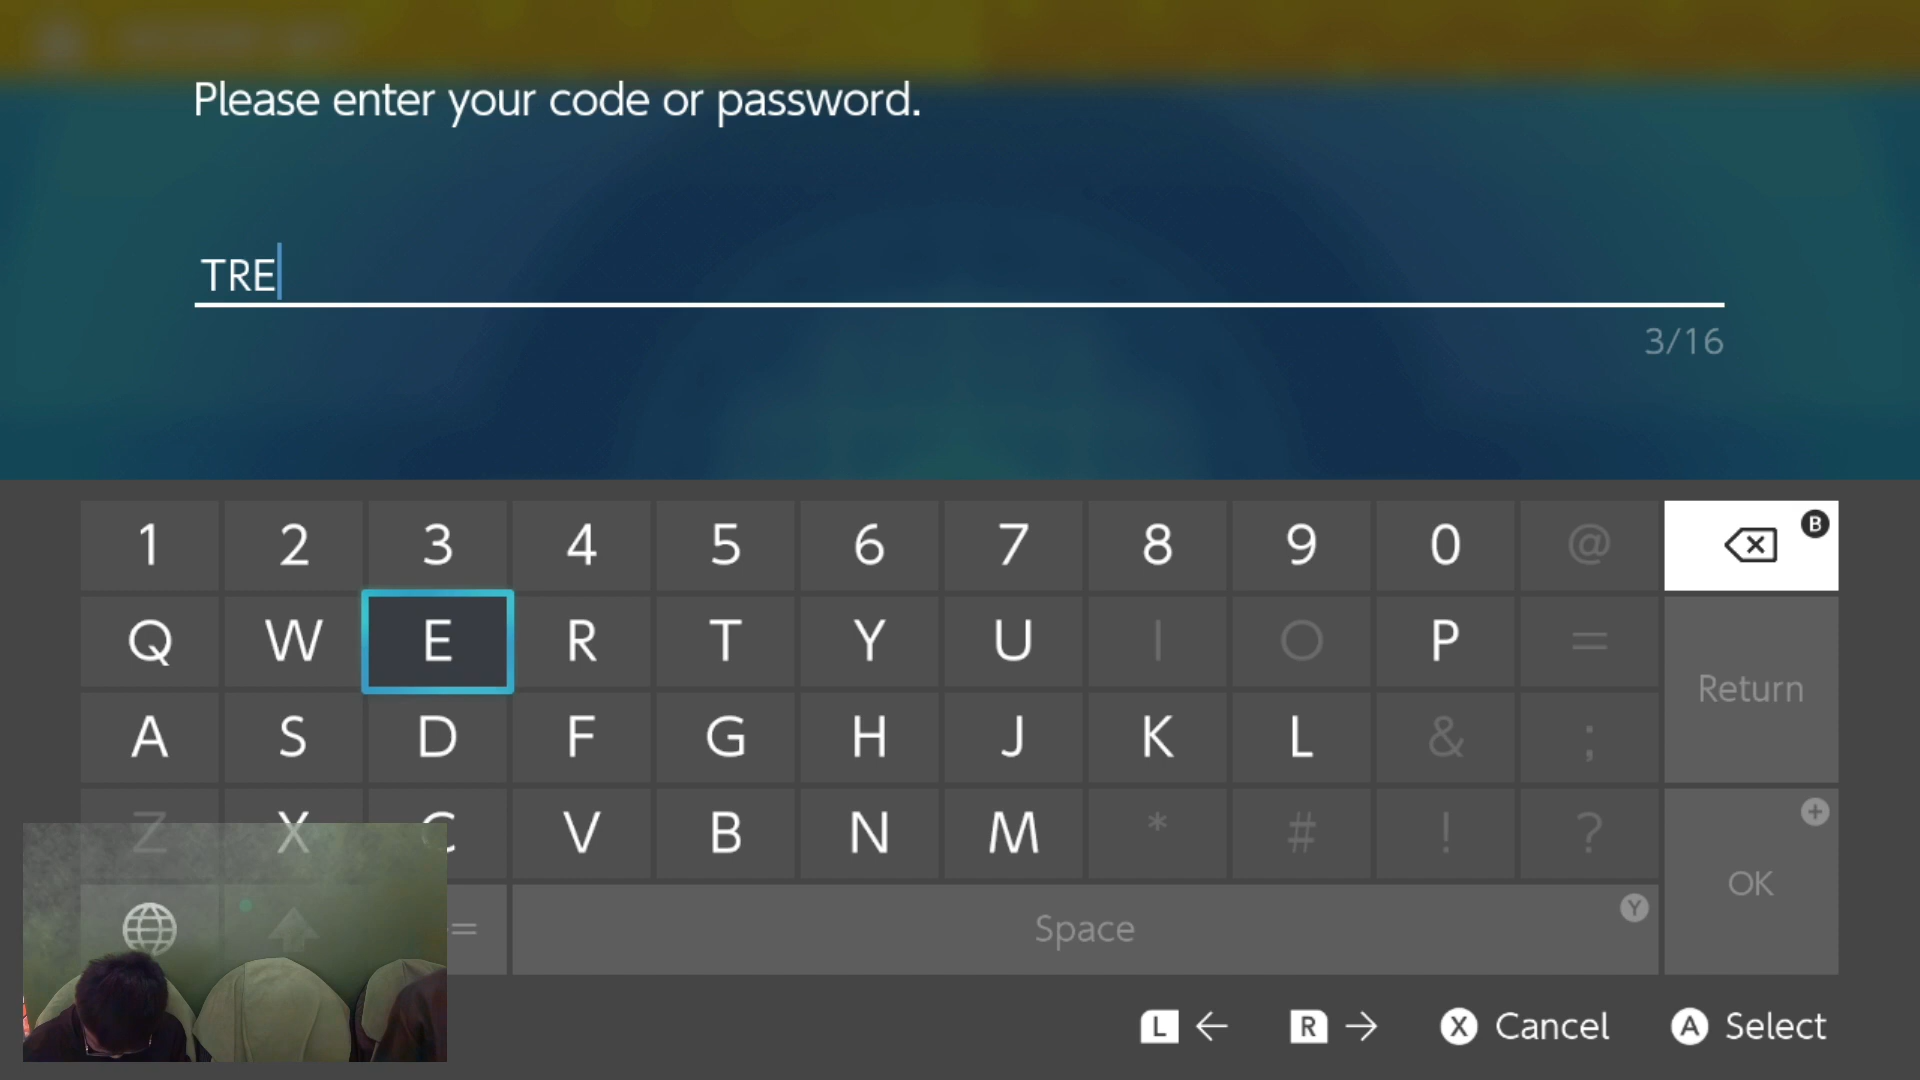 Please enter your code or password.
TRE
3/16
1 2 3 4 5 6 7 8 9 0 @ B
Q W E R T Y U I O P =
Return
A S D F G H J K L & ;
Z X C V B N M * # ! ? +
OK
= Space Y
L ← R → X Cancel A Select